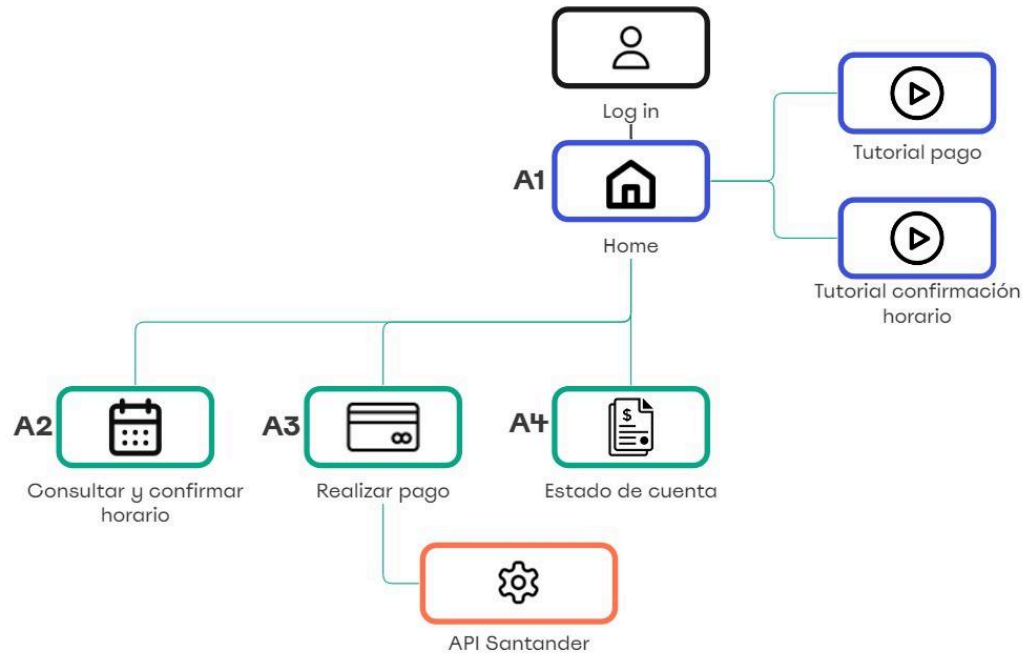 Log in
Tutorial pago
A1
Home
Tutorial confirmación
horario
A2
A3
A4
$
Consultar y confirmar
horario
Realizar pago
Estado de cuenta
API Santander